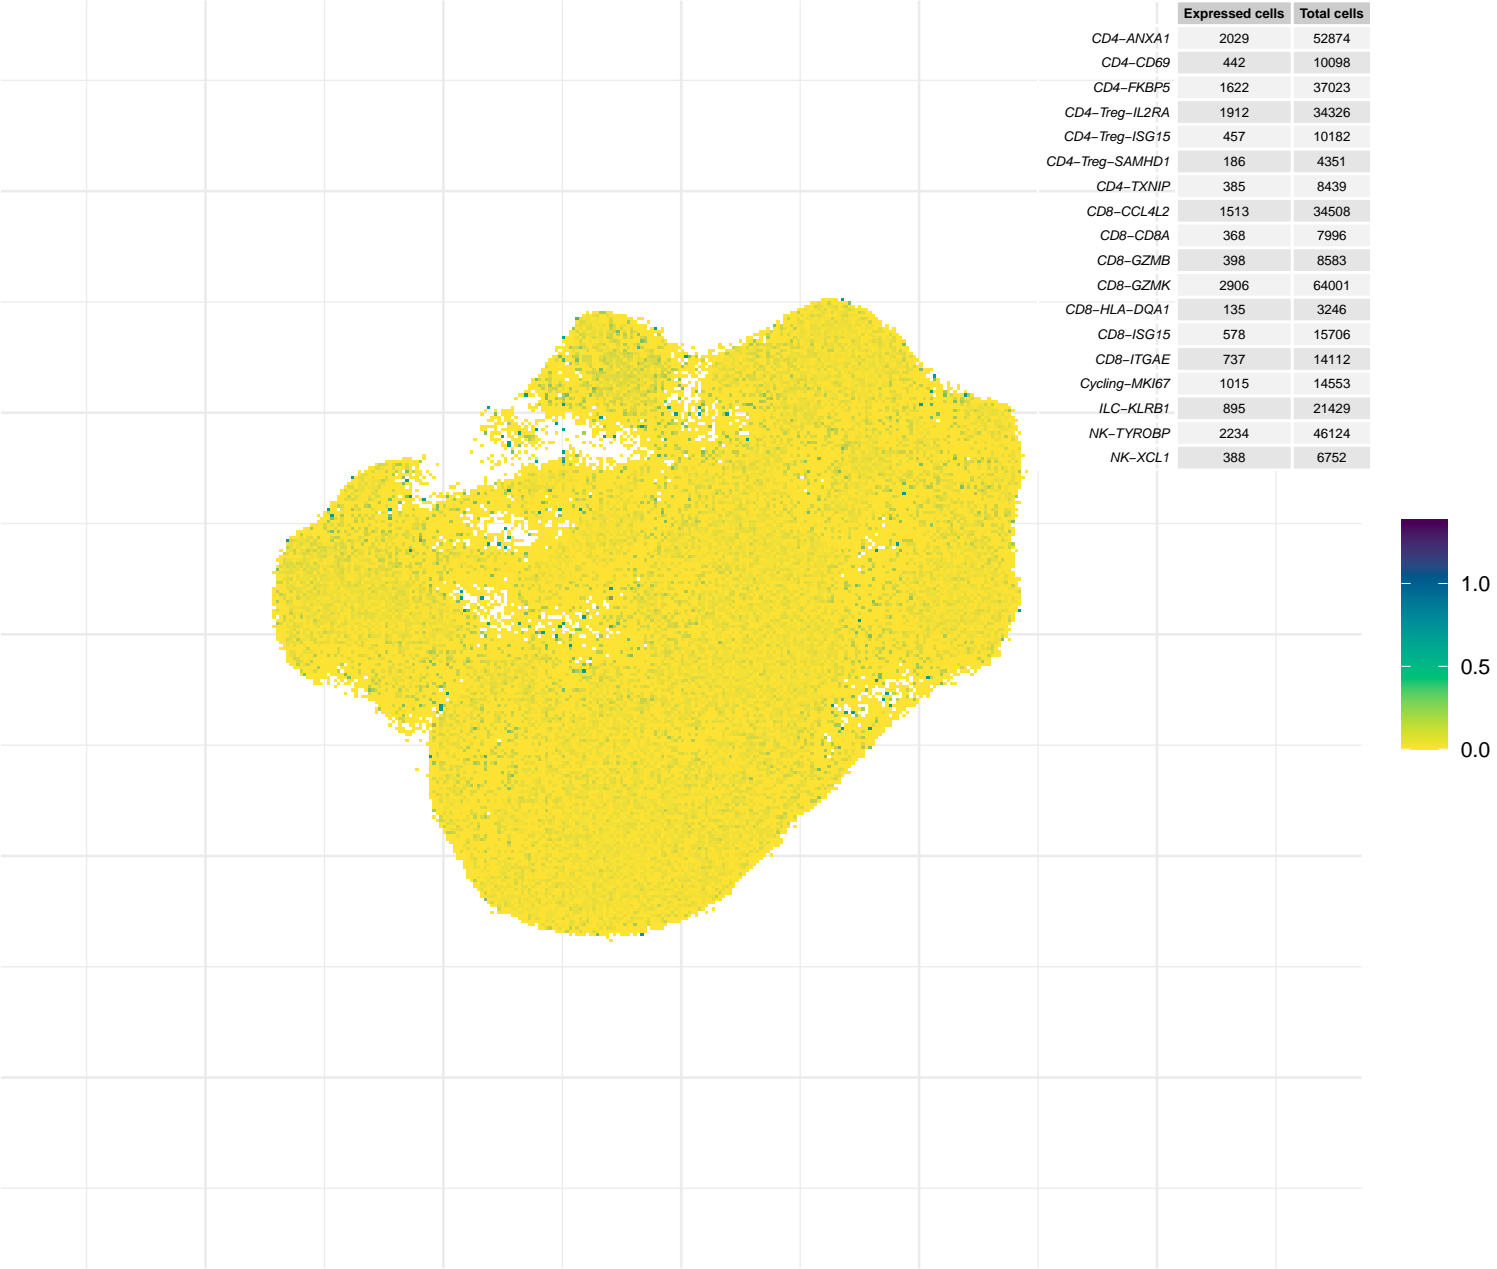 Expressed cells Total cells
CD4−ANXA1 2029 52874
CD4−CD69 442 10098
CD4−FKBP5 1622 37023
CD4−Treg−IL2RA 1912 34326
CD4−Treg−ISG15 457 10182
CD4−Treg−SAMHD1 186 4351
CD4−TXNIP 385 8439
CD8−CCL4L2 1513 34508
CD8−CD8A 368 7996
CD8−GZMB 398 8583
CD8−GZMK 2906 64001
CD8−HLA−DQA1 135 3246
CD8−ISG15 578 15706
CD8−ITGAE 737 14112
Cycling−MKI67 1015 14553
ILC−KLRB1 895 21429
NK−TYROBP 2234 46124
NK−XCL1 388 6752
1.0
0.5
0.0